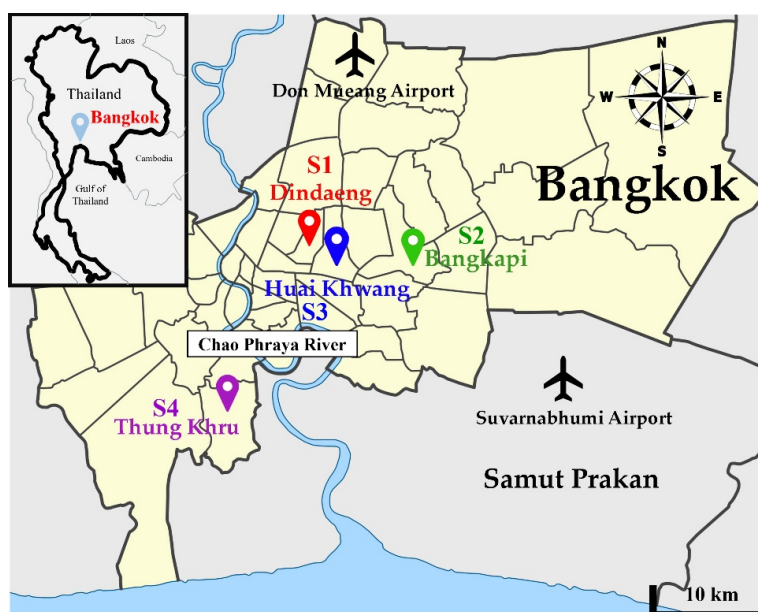 Laos
Thailand
Bangkok
Cambodia
Gulf of
Thailand
Don Mueang Airport
N
W
E
S
Bangkok
S1
Dindaeng
S2
Bangkapi
Huai Khwang
S3
Chao Phraya River
S4
Thung Khru
Suvarnabhumi Airport
Samut Prakan
10 km